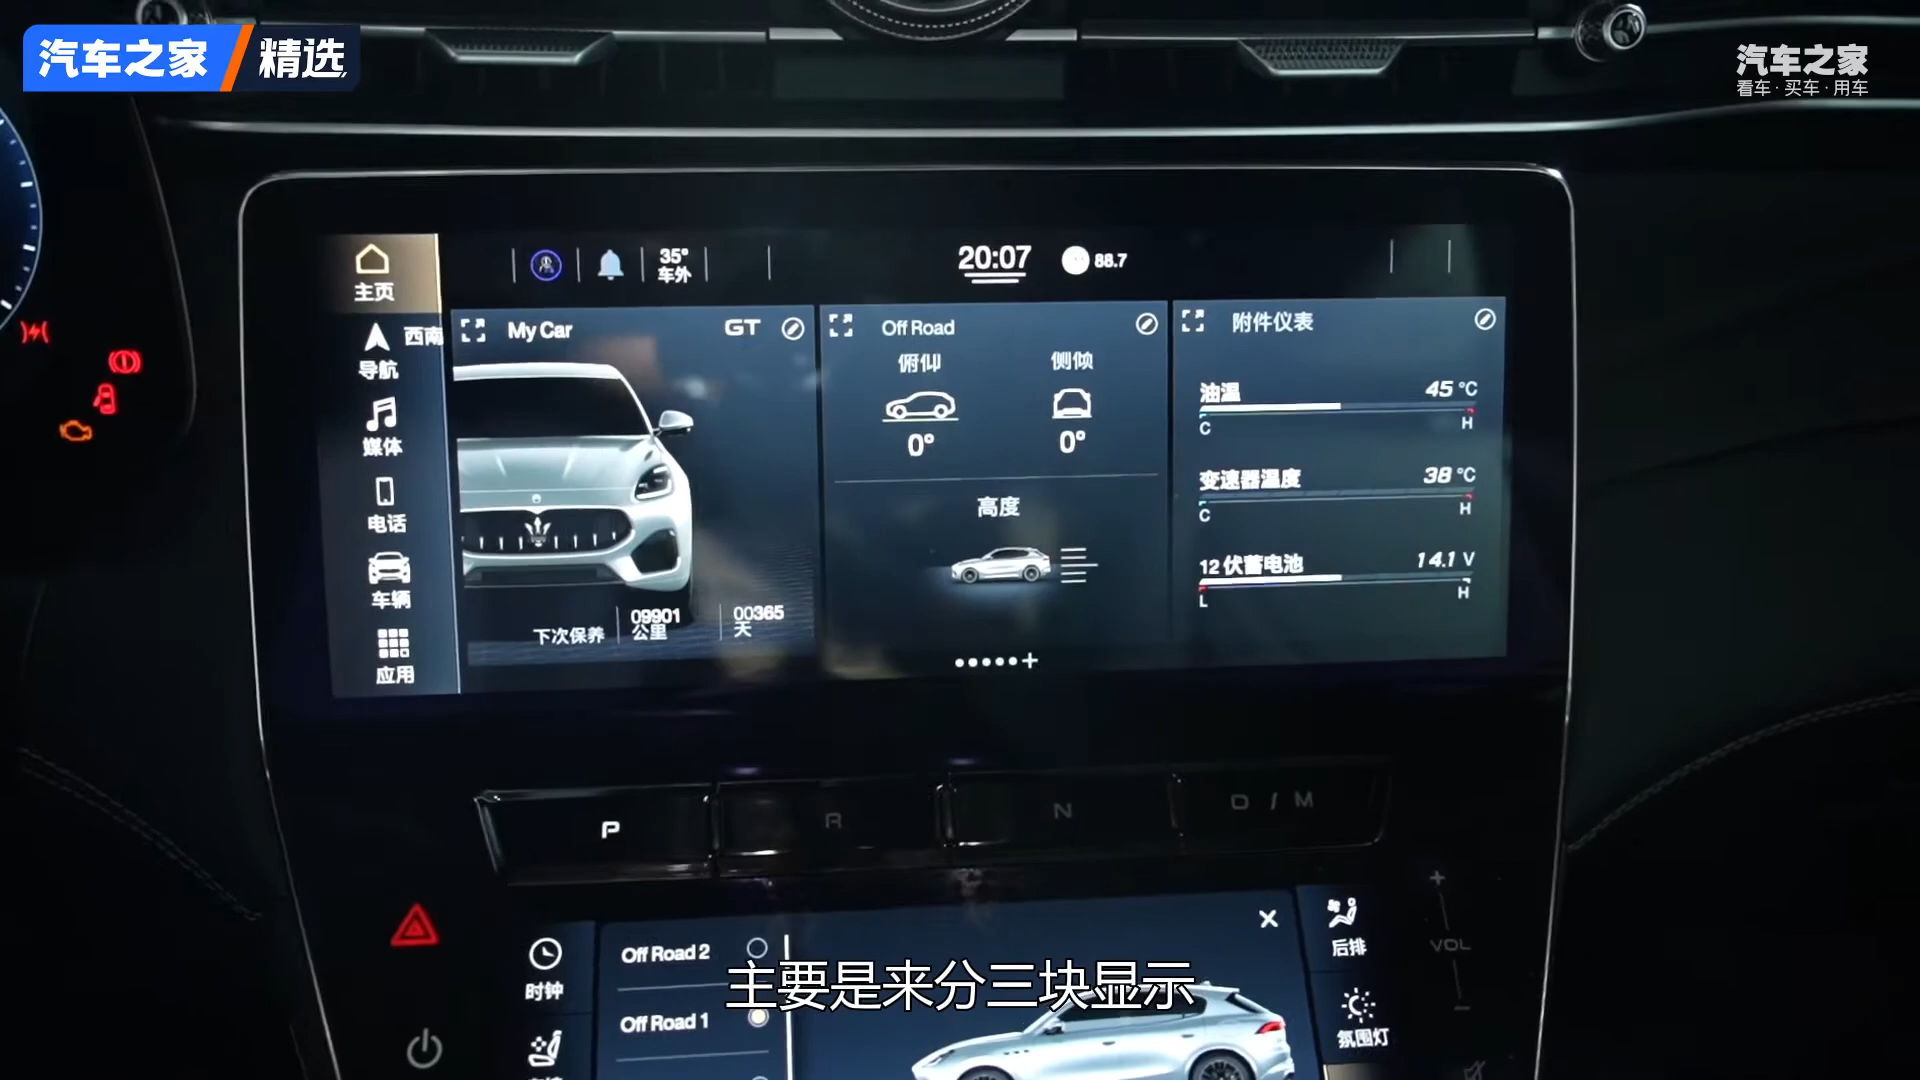 汽车之家 精选
汽车之家
看车·买车·用车
主页
35°
车外
20:07
88.7
西南
导航
媒体
电话
车辆
应用
My Car
GT
下次保养
09901
公里
00365
天
Off Road
俯仰
侧倾
0°
0°
高度
附件仪表
油温
45 °C
C
H
变速器温度
38 °C
C
H
12 伏蓄电池
14.1 V
L
H
P
R
N
D / M
VOL
时钟
Off Road 2
Off Road 1
后排
氛围灯
主要是来分三块显示